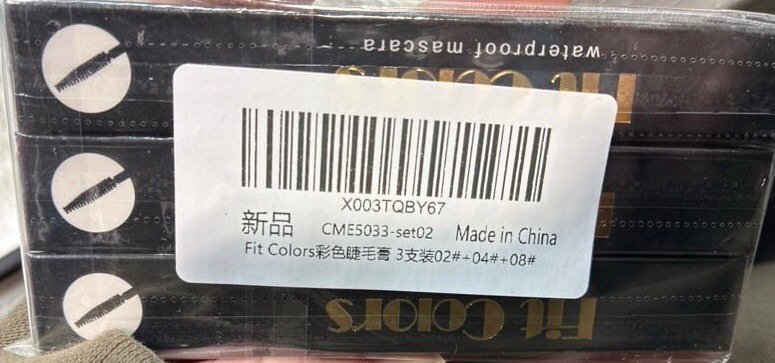 waterproof mascara
Fit Colors
X003TQBY67
新品 CME5033-set02 Made in China
Fit Colors彩色睫毛膏 3支装02#+04#+08#
Fit Colors